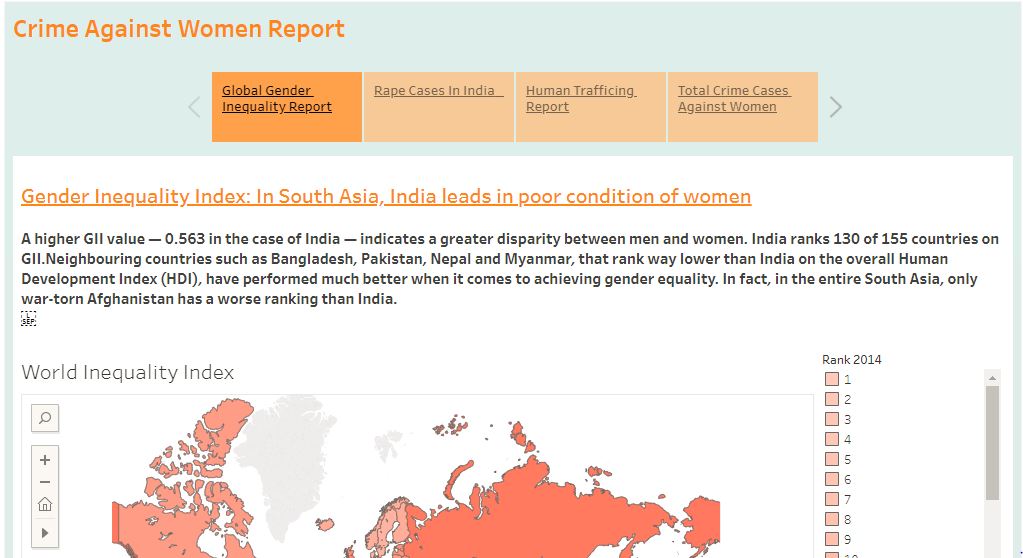 Crime Against Women Report
Global Gender
Inequality Report
Rape Cases In India
Human Trafficing
Report
Total Crime Cases
Against Women
Gender Inequality Index: In South Asia, India leads in poor condition of women
A higher GII value — 0.563 in the case of India — indicates a greater disparity between men and women. India ranks 130 of 155 countries on
GII.Neighbouring countries such as Bangladesh, Pakistan, Nepal and Myanmar, that rank way lower than India on the overall Human
Development Index (HDI), have performed much better when it comes to achieving gender equality. In fact, in the entire South Asia, only
war-torn Afghanistan has a worse ranking than India.
L SEP
World Inequality Index
Rank 2014
1
2
3
4
5
6
7
8
9
10